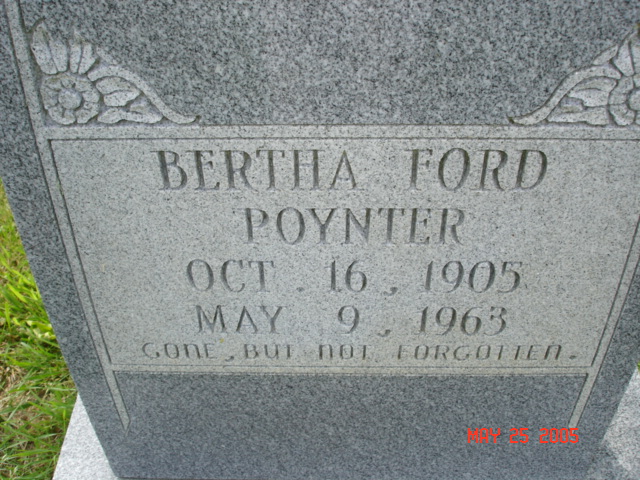 BERTHA FORD
POYNTER
OCT. 16, 1905
MAY 9, 1963
GONE, BUT NOT FORGOTTEN.
MAY 25 2005